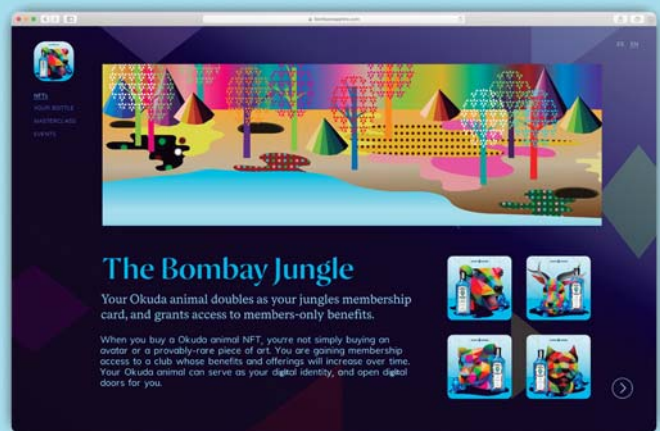 ES EN
NFTs
YOUR BOTTLE
MASTERCLASS
EVENTS
The Bombay Jungle
Your Okuda animal doubles as your jungles membership
card, and grants access to members-only benefits.
When you buy a Okuda animal NFT, you're not simply buying an
avatar or a provably-rare piece of art. You are gaining membership
access to a club whose benefits and offerings will increase over time.
Your Okuda animal can serve as your digital identity, and open digital
doors for you.